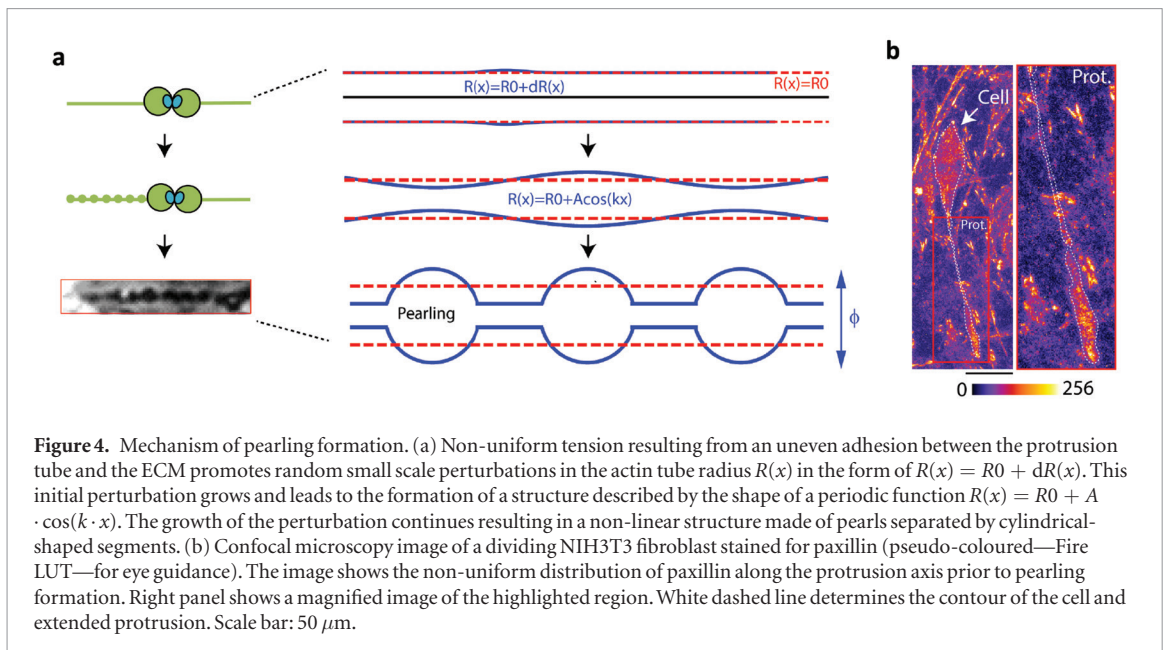 a
b
R(x)=R0+dR(x)
R(x)=R0
R(x)=R0+Acos(kx)
Pearling
ϕ
Cell
Prot.
Prot.
0 256
Figure 4. Mechanism of pearling formation. (a) Non-uniform tension resulting from an uneven adhesion between the protrusion
tube and the ECM promotes random small scale perturbations in the actin tube radius R(x) in the form of R(x) = R0 + dR(x). This
initial perturbation grows and leads to the formation of a structure described by the shape of a periodic function R(x) = R0 + A
· cos(k · x). The growth of the perturbation continues resulting in a non-linear structure made of pearls separated by cylindrical-
shaped segments. (b) Confocal microscopy image of a dividing NIH3T3 fibroblast stained for paxillin (pseudo-coloured—Fire
LUT—for eye guidance). The image shows the non-uniform distribution of paxillin along the protrusion axis prior to pearling
formation. Right panel shows a magnified image of the highlighted region. White dashed line determines the contour of the cell and
extended protrusion. Scale bar: 50 μm.